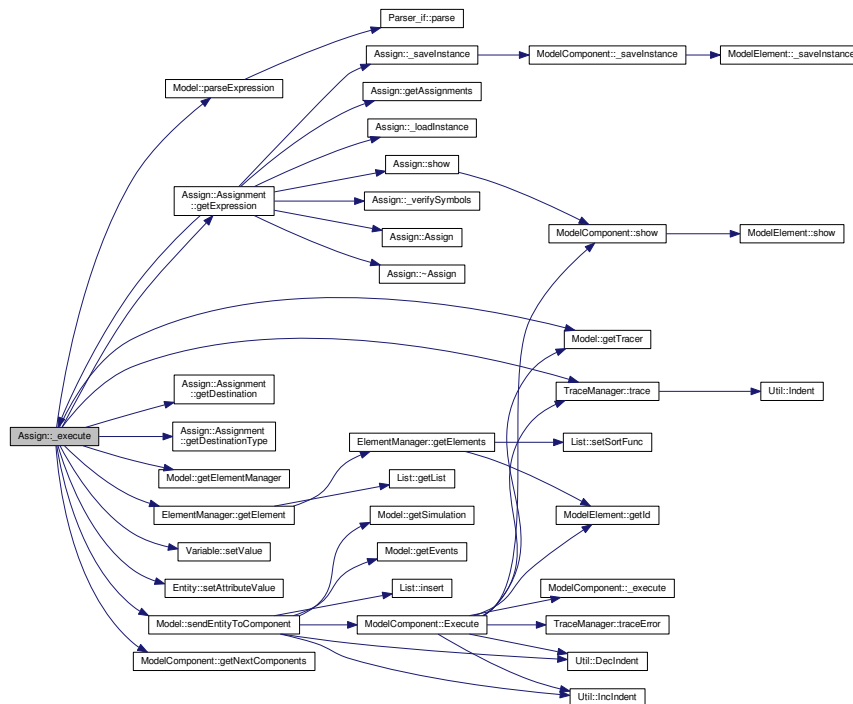 Parser_if::parse
Assign::_saveInstance
ModelComponent::_saveInstance
ModelElement::_saveInstance
Model::parseExpression
Assign::getAssignments
Assign::_loadInstance
Assign::show
Assign::Assignment
::getExpression
Assign::_verifySymbols
Assign::Assign
ModelComponent::show
ModelElement::show
Assign::~Assign
Model::getTracer
Assign::Assignment
::getDestination
TraceManager::trace
Util::Indent
Assign::_execute
Assign::Assignment
::getDestinationType
ElementManager::getElements
List::setSortFunc
Model::getElementManager
List::getList
ElementManager::getElement
Model::getSimulation
ModelElement::getId
Variable::setValue
Model::getEvents
Entity::setAttributeValue
List::insert
ModelComponent::_execute
Model::sendEntityToComponent
ModelComponent::Execute
TraceManager::traceError
ModelComponent::getNextComponents
Util::DecIndent
Util::IncIndent